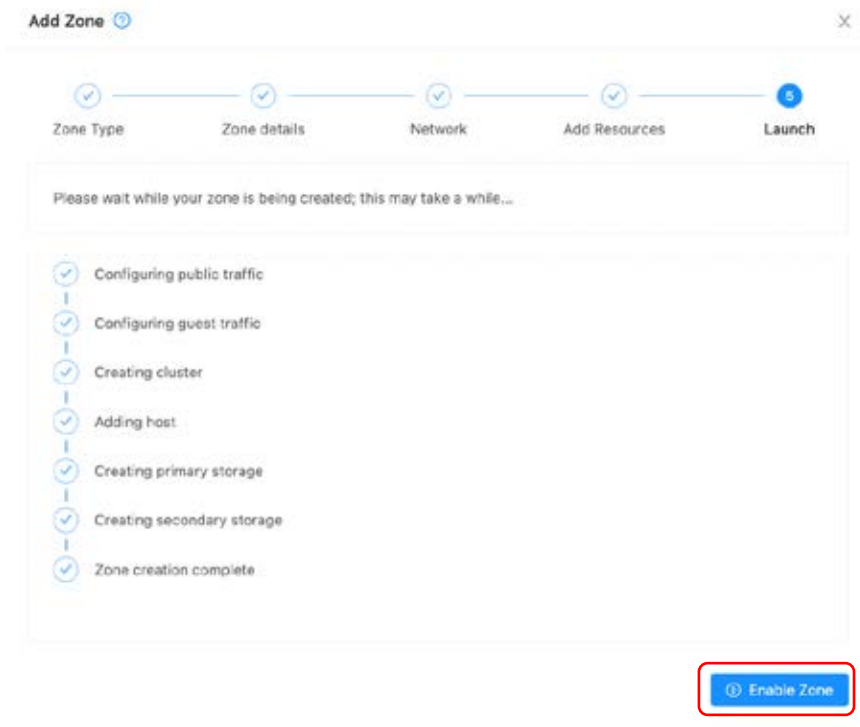 Add Zone
5
Zone Type Zone details Network Add Resources Launch
Please wait while your zone is being created; this may take a while...
Configuring public traffic
Configuring guest traffic
Creating cluster
Adding host
Creating primary storage
Creating secondary storage
Zone creation complete
Enable Zone